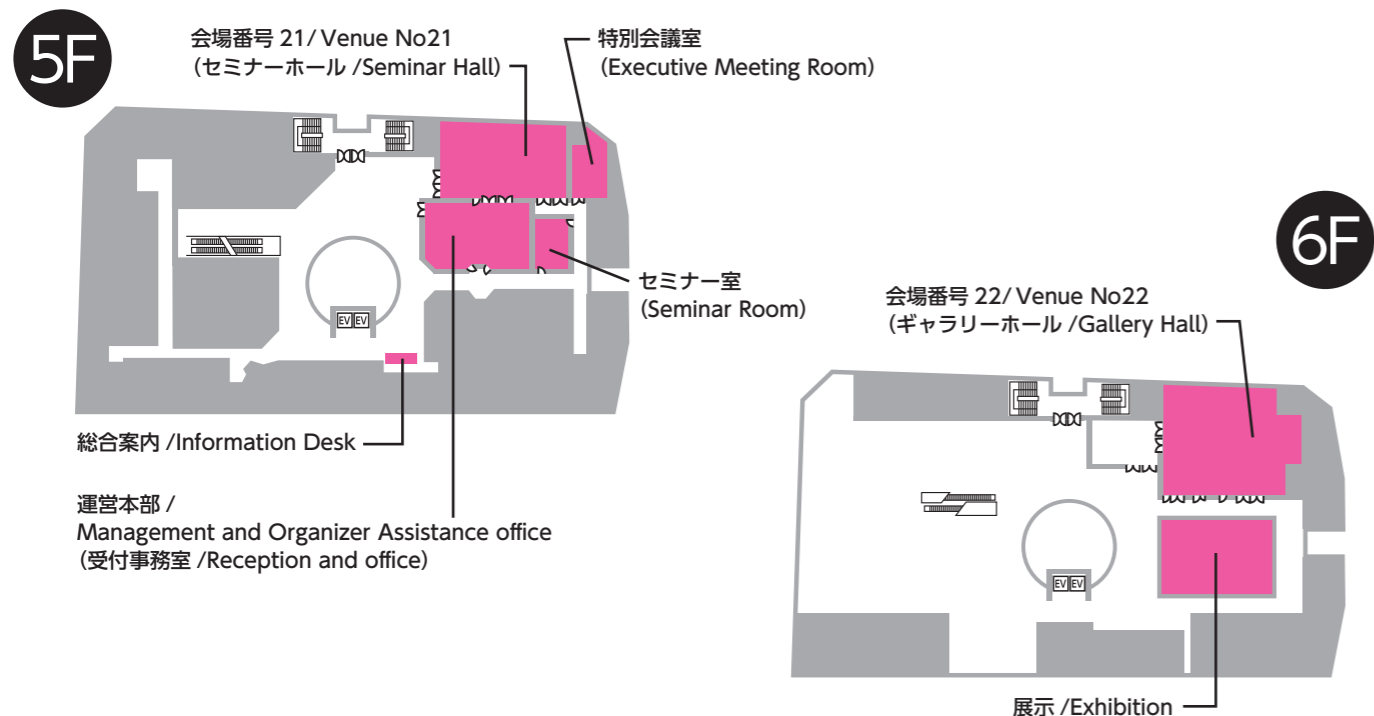 5F
会場番号 21/ Venue No21
（セミナーホール /Seminar Hall）
特別会議室
（Executive Meeting Room）
セミナー室
（Seminar Room）
EV EV
総合案内 /Information Desk
運営本部 /
Management and Organizer Assistance office
（受付事務室 /Reception and office）
6F
会場番号 22/ Venue No22
（ギャラリーホール /Gallery Hall）
EV EV
展示 /Exhibition